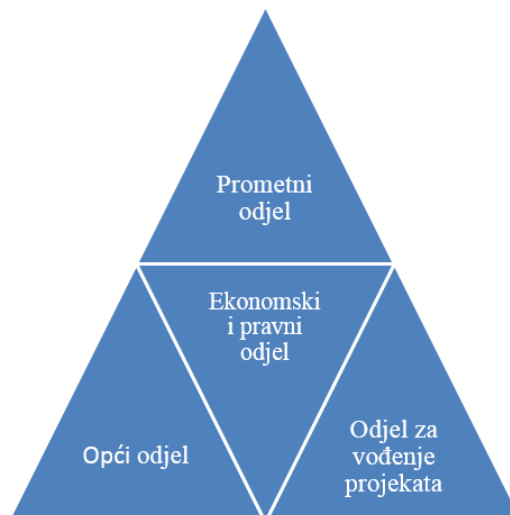 Prometni
odjel
Ekonomski
i pravni
odjel
Opći odjel
Odjel za
vođenje
projekata